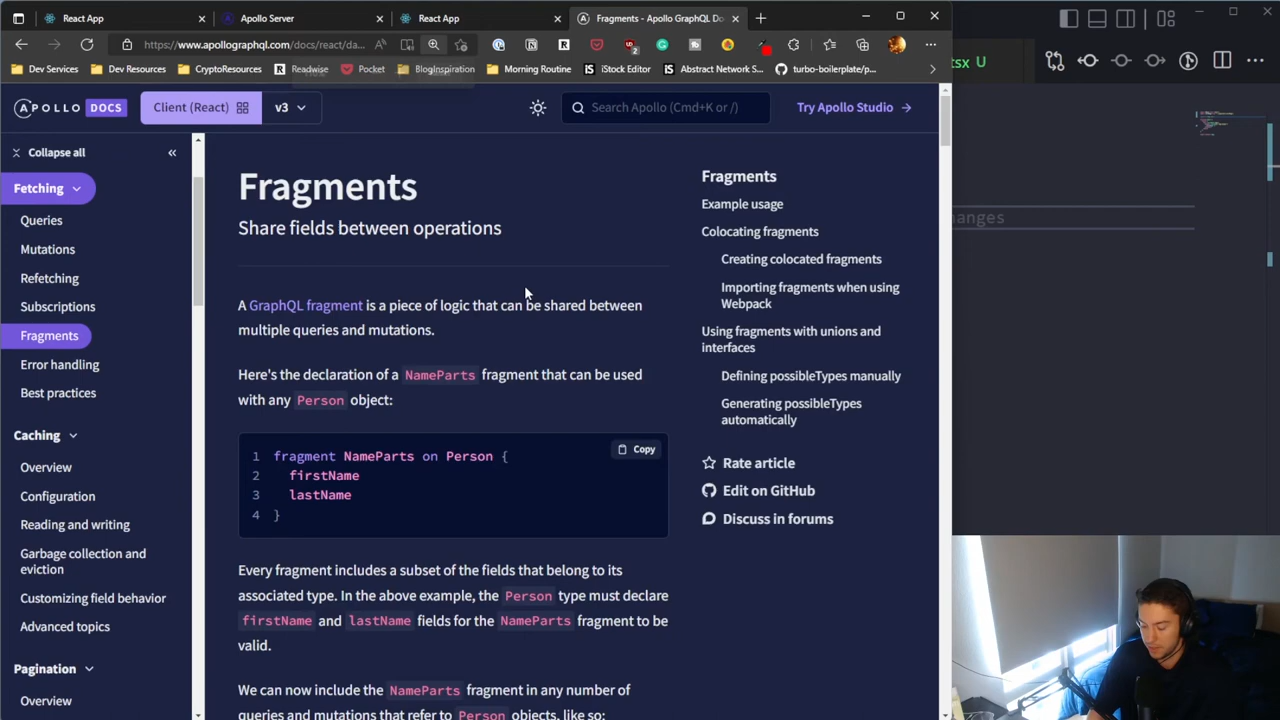 React App
Apollo Server
React App
Fragments - Apollo GraphQL Do
https://www.apollographql.com/docs/react/da...
Dev Services
Dev Resources
CryptoResources
Readwise
Pocket
BlogInspiration
Morning Routine
iStock Editor
Abstract Network S...
turbo-boilerplate/p...
sx U
APOLLO DOCS
Client (React)
v3
Search Apollo (Cmd+K or /)
Try Apollo Studio
Collapse all
Fetching
Queries
Mutations
Refetching
Subscriptions
Fragments
Error handling
Best practices
Caching
Overview
Configuration
Reading and writing
Garbage collection and
eviction
Customizing field behavior
Advanced topics
Pagination
Overview
Fragments
Share fields between operations
A GraphQL fragment is a piece of logic that can be shared between
multiple queries and mutations.
Here's the declaration of a NameParts fragment that can be used
with any Person object:
Copy
1 fragment NameParts on Person {
2 firstName
3 lastName
4 }
Every fragment includes a subset of the fields that belong to its
associated type. In the above example, the Person type must declare
firstName and lastName fields for the NameParts fragment to be
valid.
We can now include the NameParts fragment in any number of
queries and mutations that refer to Person objects, like so:
Fragments
Example usage
Colocating fragments
Creating colocated fragments
Importing fragments when using
Webpack
Using fragments with unions and
interfaces
Defining possibleTypes manually
Generating possibleTypes
automatically
Rate article
Edit on GitHub
Discuss in forums
hanges